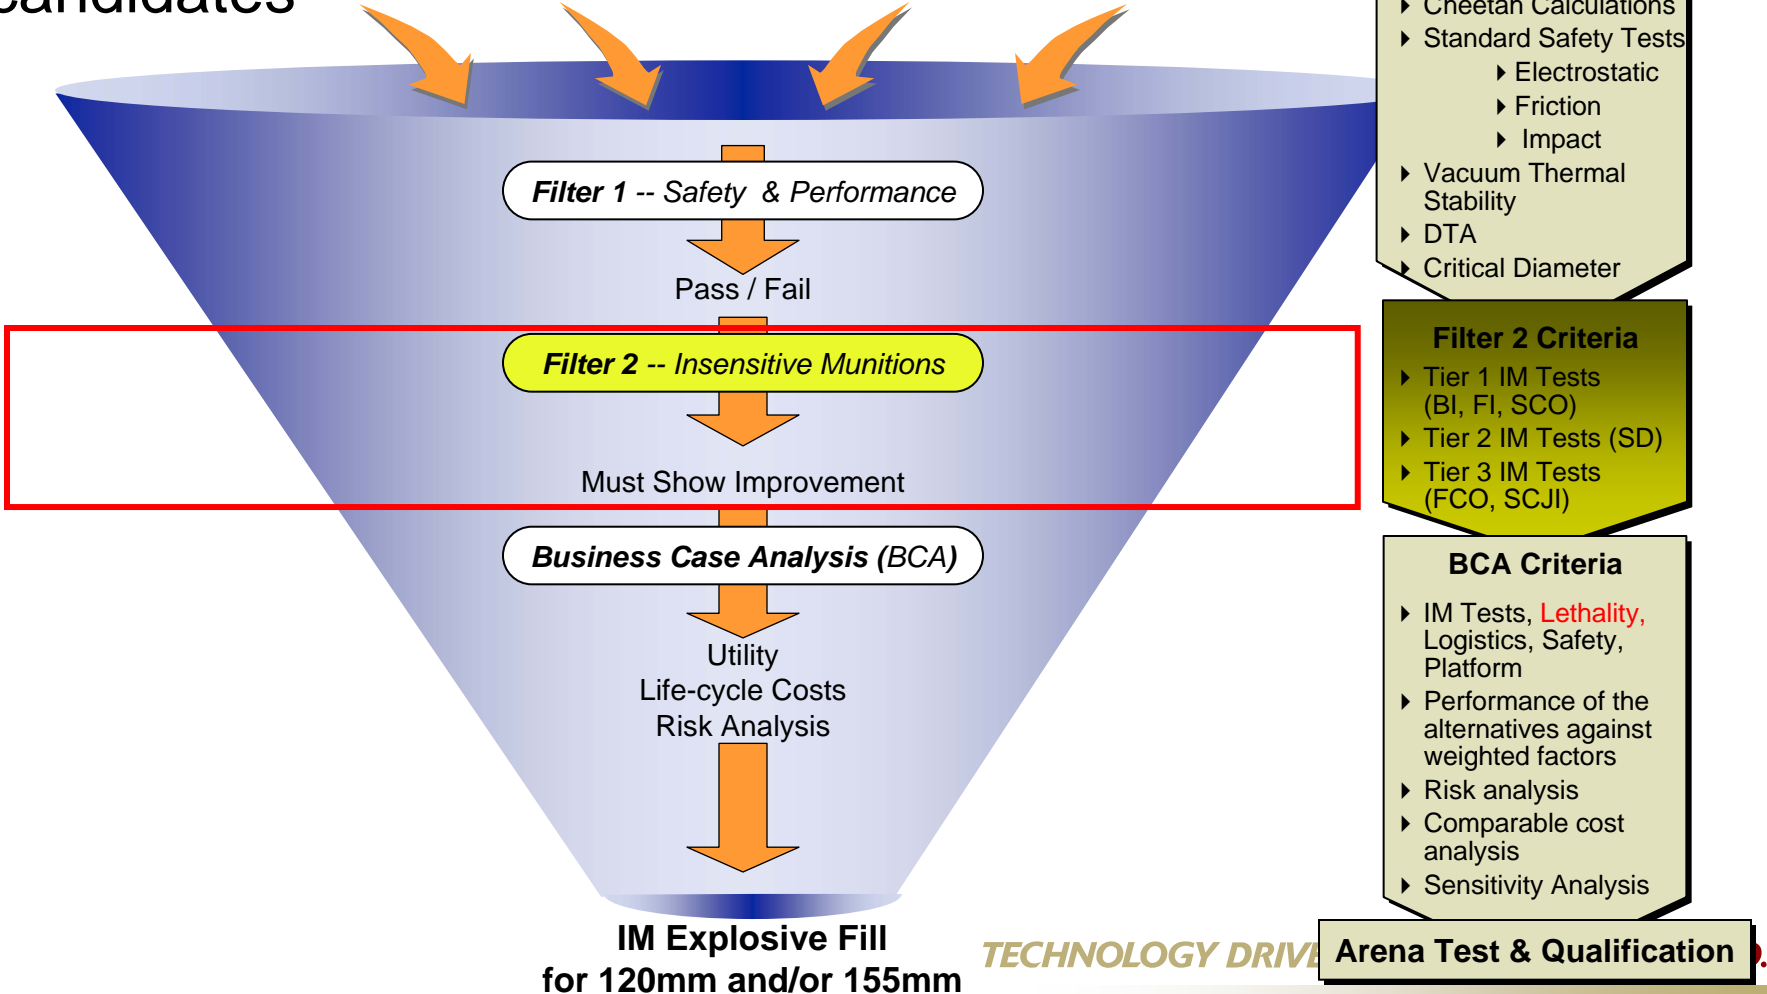 candidates
Filter 1 -- Safety & Performance
Pass / Fail
Filter 2 -- Insensitive Munitions
Must Show Improvement
Business Case Analysis (BCA)
Utility
Life-cycle Costs
Risk Analysis
IM Explosive Fill
for 120mm and/or 155mm
Cheetah Calculations
Standard Safety Tests
Electrostatic
Friction
Impact
Vacuum Thermal
Stability
DTA
Critical Diameter
Filter 2 Criteria
Tier 1 IM Tests
(BI, FI, SCO)
Tier 2 IM Tests (SD)
Tier 3 IM Tests
(FCO, SCJI)
BCA Criteria
IM Tests, Lethality,
Logistics, Safety,
Platform
Performance of the
alternatives against
weighted factors
Risk analysis
Comparable cost
analysis
Sensitivity Analysis
Arena Test & Qualification
TECHNOLOGY DRIVE